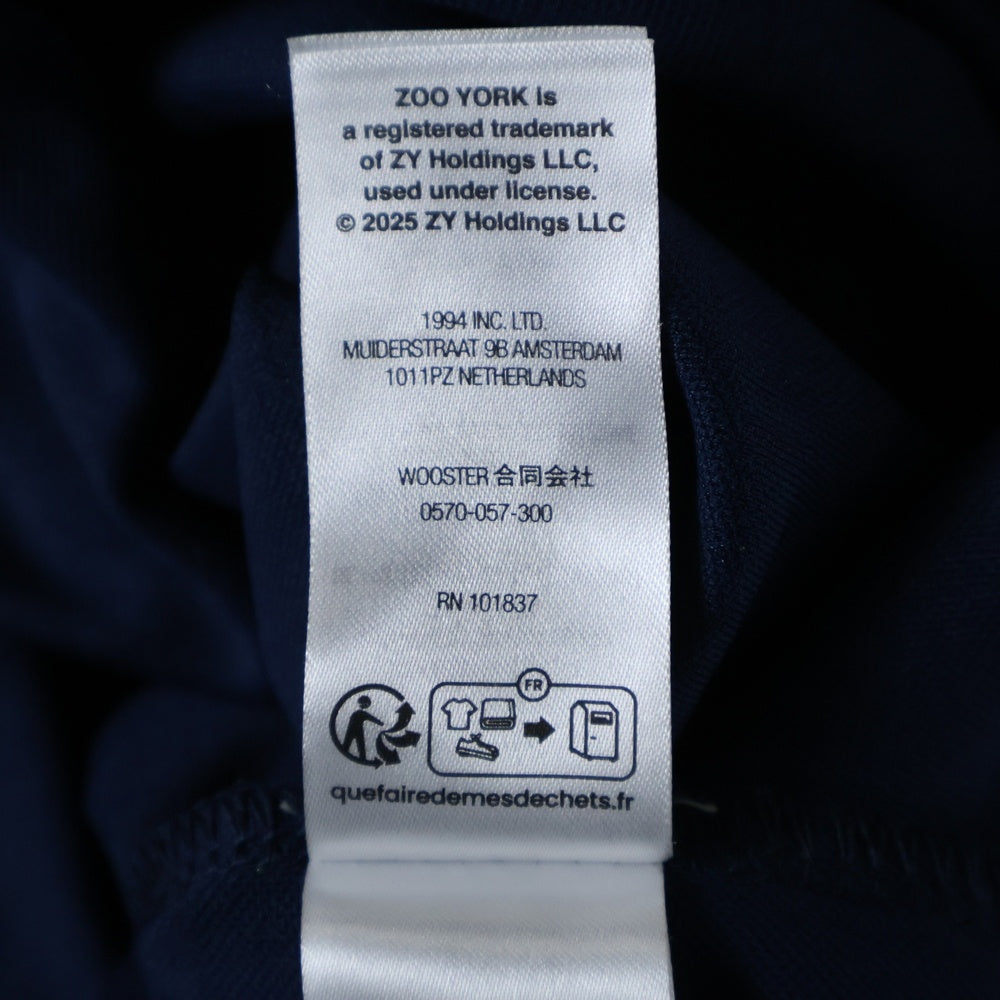 ZOO YORK is
a registered trademark
of ZY Holdings LLC,
used under license.
© 2025 ZY Holdings LLC
1994 INC. LTD.
MUIDERSTRAAT 9B AMSTERDAM
1011PZ NETHERLANDS
WOOSTER 合同会社
0570-057-300
RN 101837
FR
quefairedemesdechets.fr